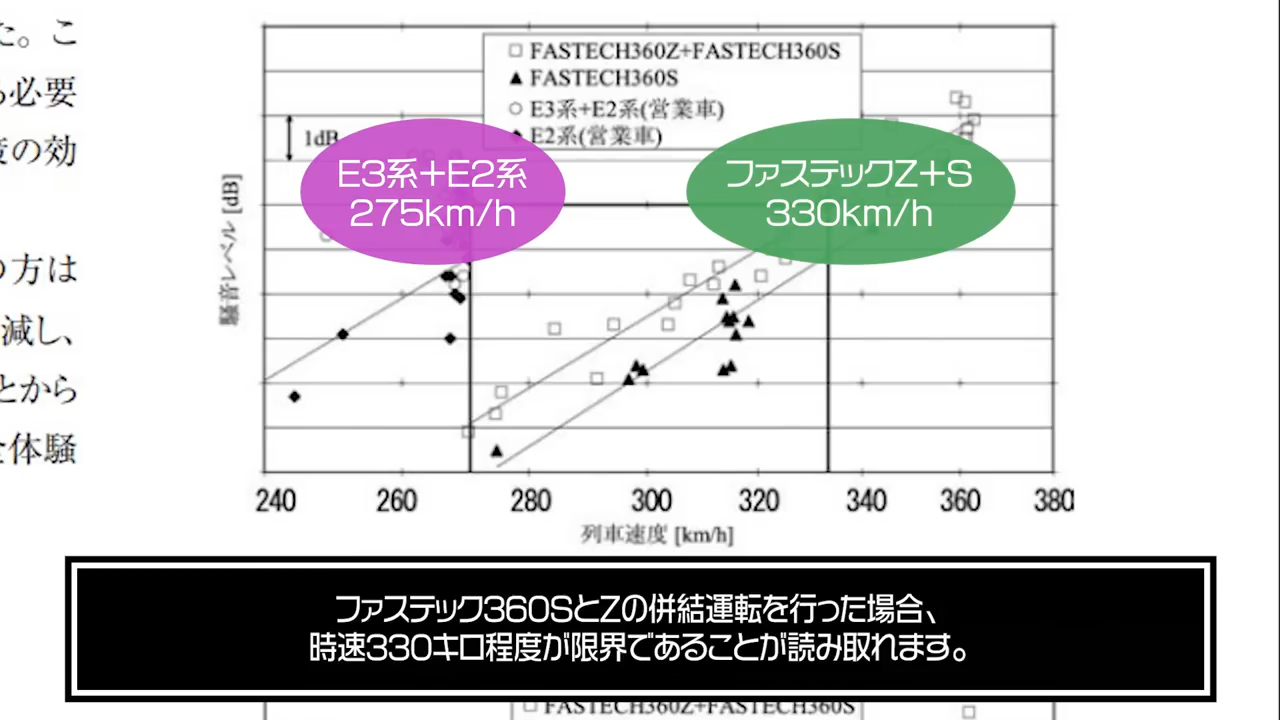 た。こ
る必要
度の効
の方は
減し、
とから
全体騒
FASTECH360Z+FASTECH360S
FASTECH360S
E3系+E2系(営業車)
E2系(営業車)
1dB
E3系+E2系
275km/h
ファステックZ+S
330km/h
騒音レベル [dB]
240 260 280 300 320 340 360 380
列車速度 [km/h]
ファステック360SとZの併結運転を行った場合、
時速330キロ程度が限界であることが読み取れます。
FASTECH360Z+FASTECH360S